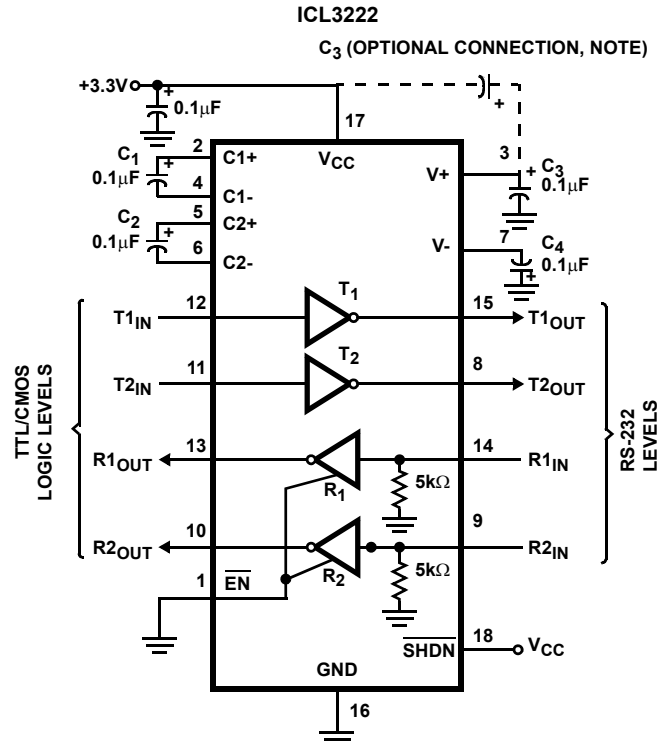 ICL3222
C3 (OPTIONAL CONNECTION, NOTE)
+3.3V
+
0.1μF
17
+
2
C1+
VCC
3
C1
0.1μF
+
4
C1-
V+
+
C3
0.1μF
C2
0.1μF
+
5
C2+
6
C2-
V-
7
C4
0.1μF
+
T1IN
12
T1
15
T1OUT
T2IN
11
T2
8
T2OUT
TTL/CMOS
LOGIC LEVELS
RS-232
LEVELS
R1OUT
13
R1
14
R1IN
5kΩ
R2OUT
10
R2
9
R2IN
5kΩ
1
EN
SHDN
18
VCC
GND
16